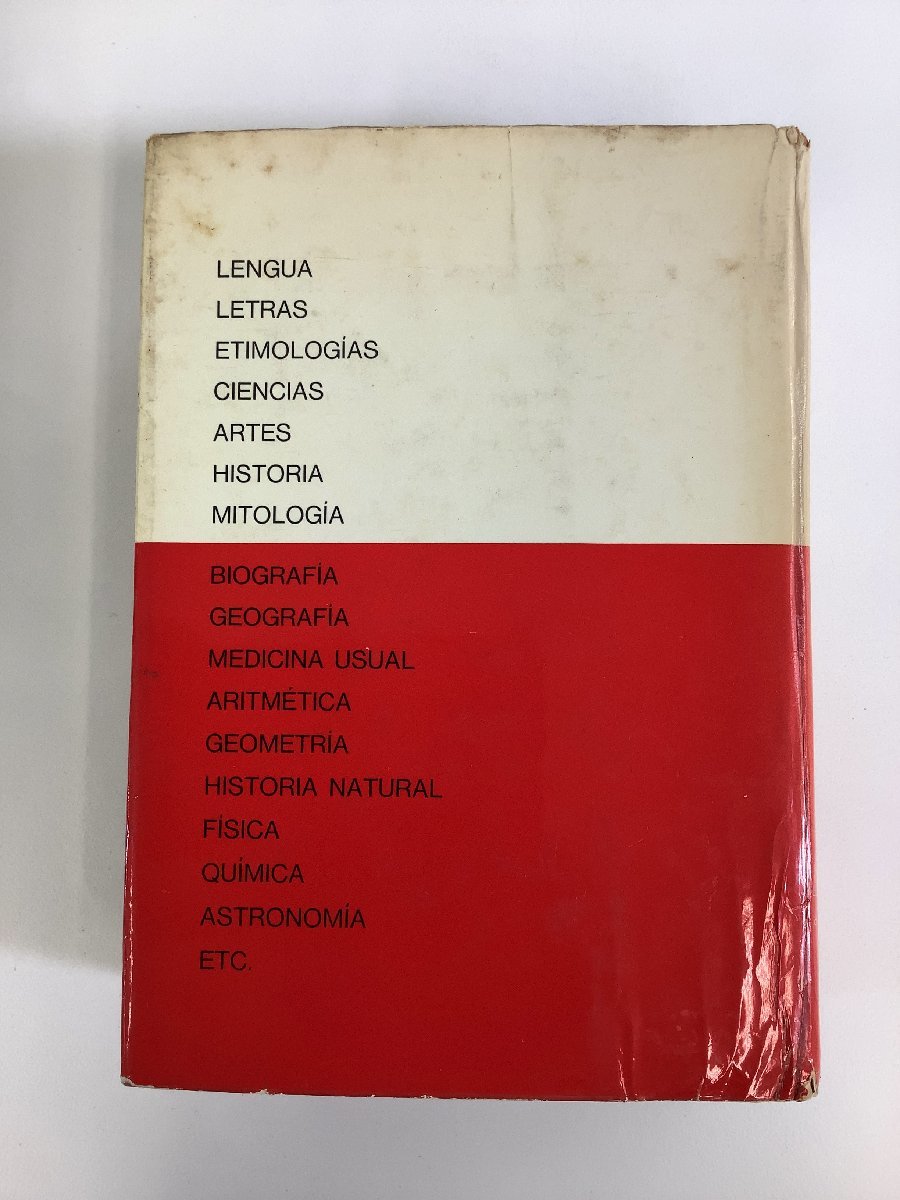 LENGUA
LETRAS
ETIMOLOGÍAS
CIENCIAS
ARTES
HISTORIA
MITOLOGÍA
BIOGRAFÍA
GEOGRAFÍA
MEDICINA USUAL
ARITMÉTICA
GEOMETRÍA
HISTORIA NATURAL
FÍSICA
QUÍMICA
ASTRONOMÍA
ETC.